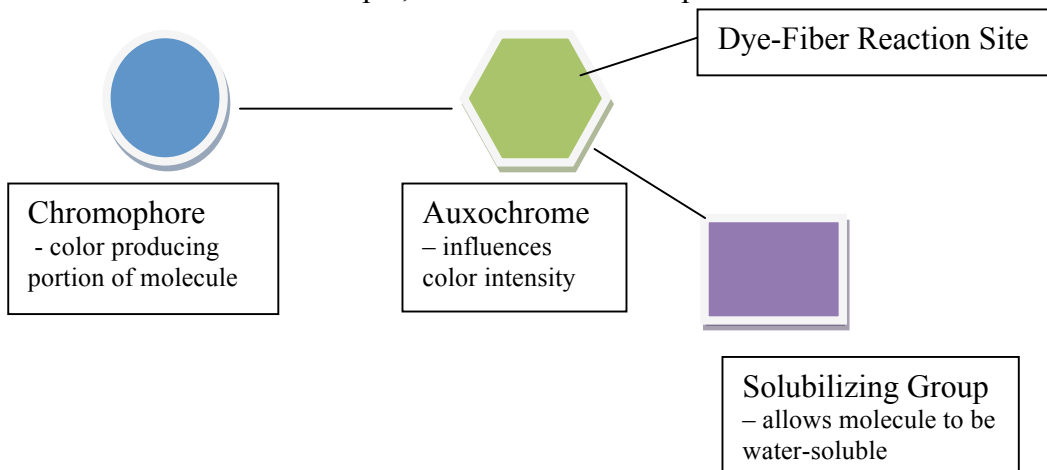 Dye-Fiber Reaction Site
Chromophore
- color producing
portion of molecule
Auxochrome
– influences
color intensity
Solubilizing Group
– allows molecule to be
water-soluble